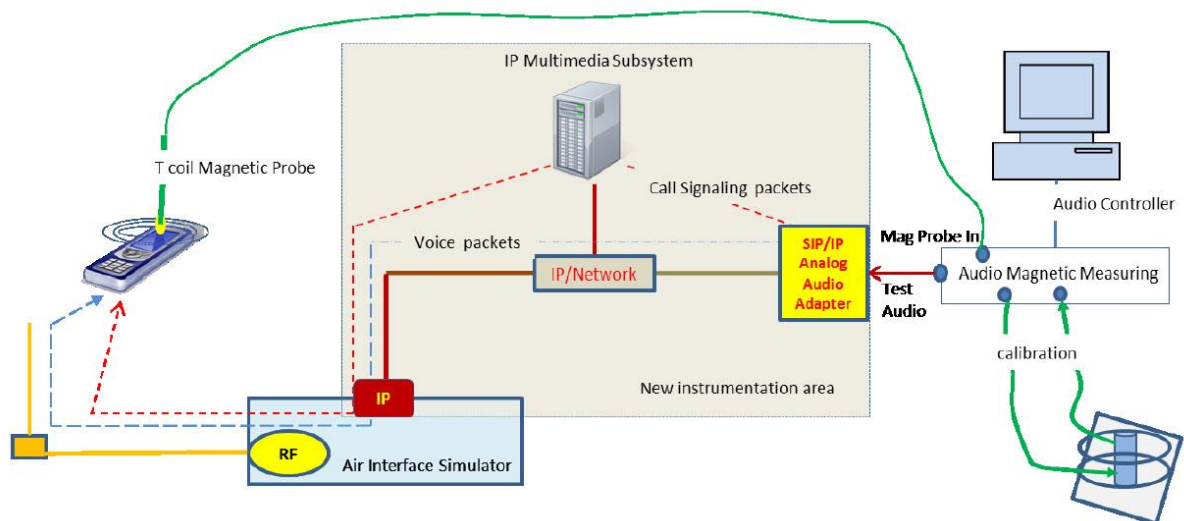 IP Multimedia Subsystem
T coil Magnetic Probe
Call Signaling packets
Audio Controller
Voice packets
SIP/IP
Analog
Audio
Adapter
Mag Probe In
IP/Network
Audio Magnetic Measuring
Test
Audio
calibration
New instrumentation area
IP
RF
Air Interface Simulator